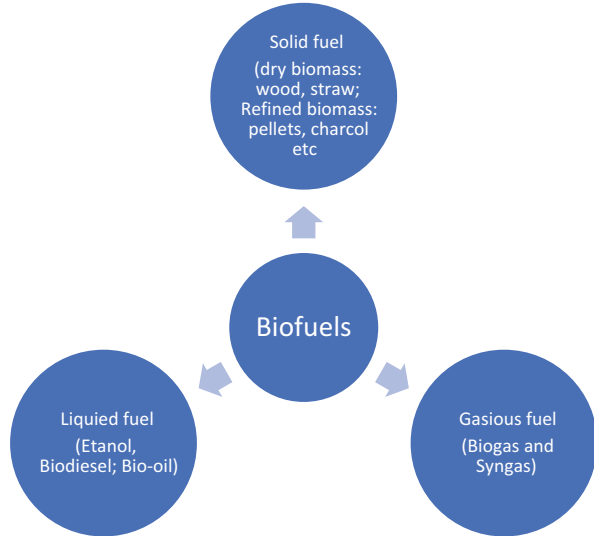 Solid fuel
(dry biomass:
wood, straw;
Refined biomass:
pellets, charcol
etc
Biofuels
Liquied fuel
(Etanol,
Biodiesel; Bio-oil)
Gasious fuel
(Biogas and
Syngas)